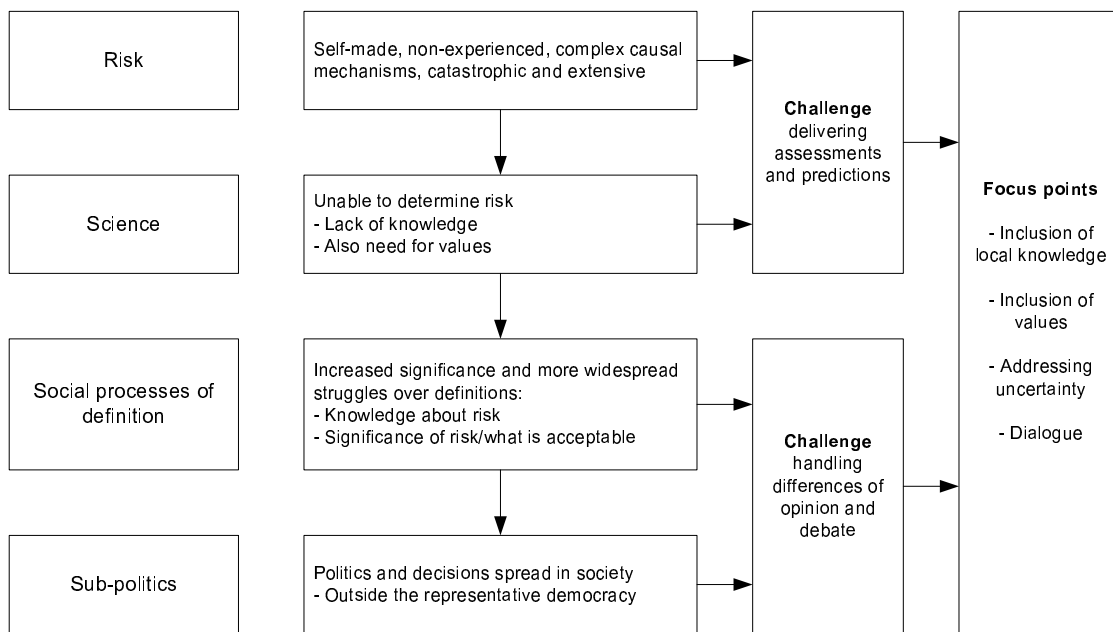 Risk
Self-made, non-experienced, complex causal
mechanisms, catastrophic and extensive
Challenge
delivering
assessments
and predictions
Science
Unable to determine risk
- Lack of knowledge
- Also need for values
Social processes of
definition
Increased significance and more widespread
struggles over definitions:
- Knowledge about risk
- Significance of risk/what is acceptable
Challenge
handling
differences of
opinion and
debate
Sub-politics
Politics and decisions spread in society
- Outside the representative democracy
Focus points
- Inclusion of
local knowledge
- Inclusion of
values
- Addressing
uncertainty
- Dialogue